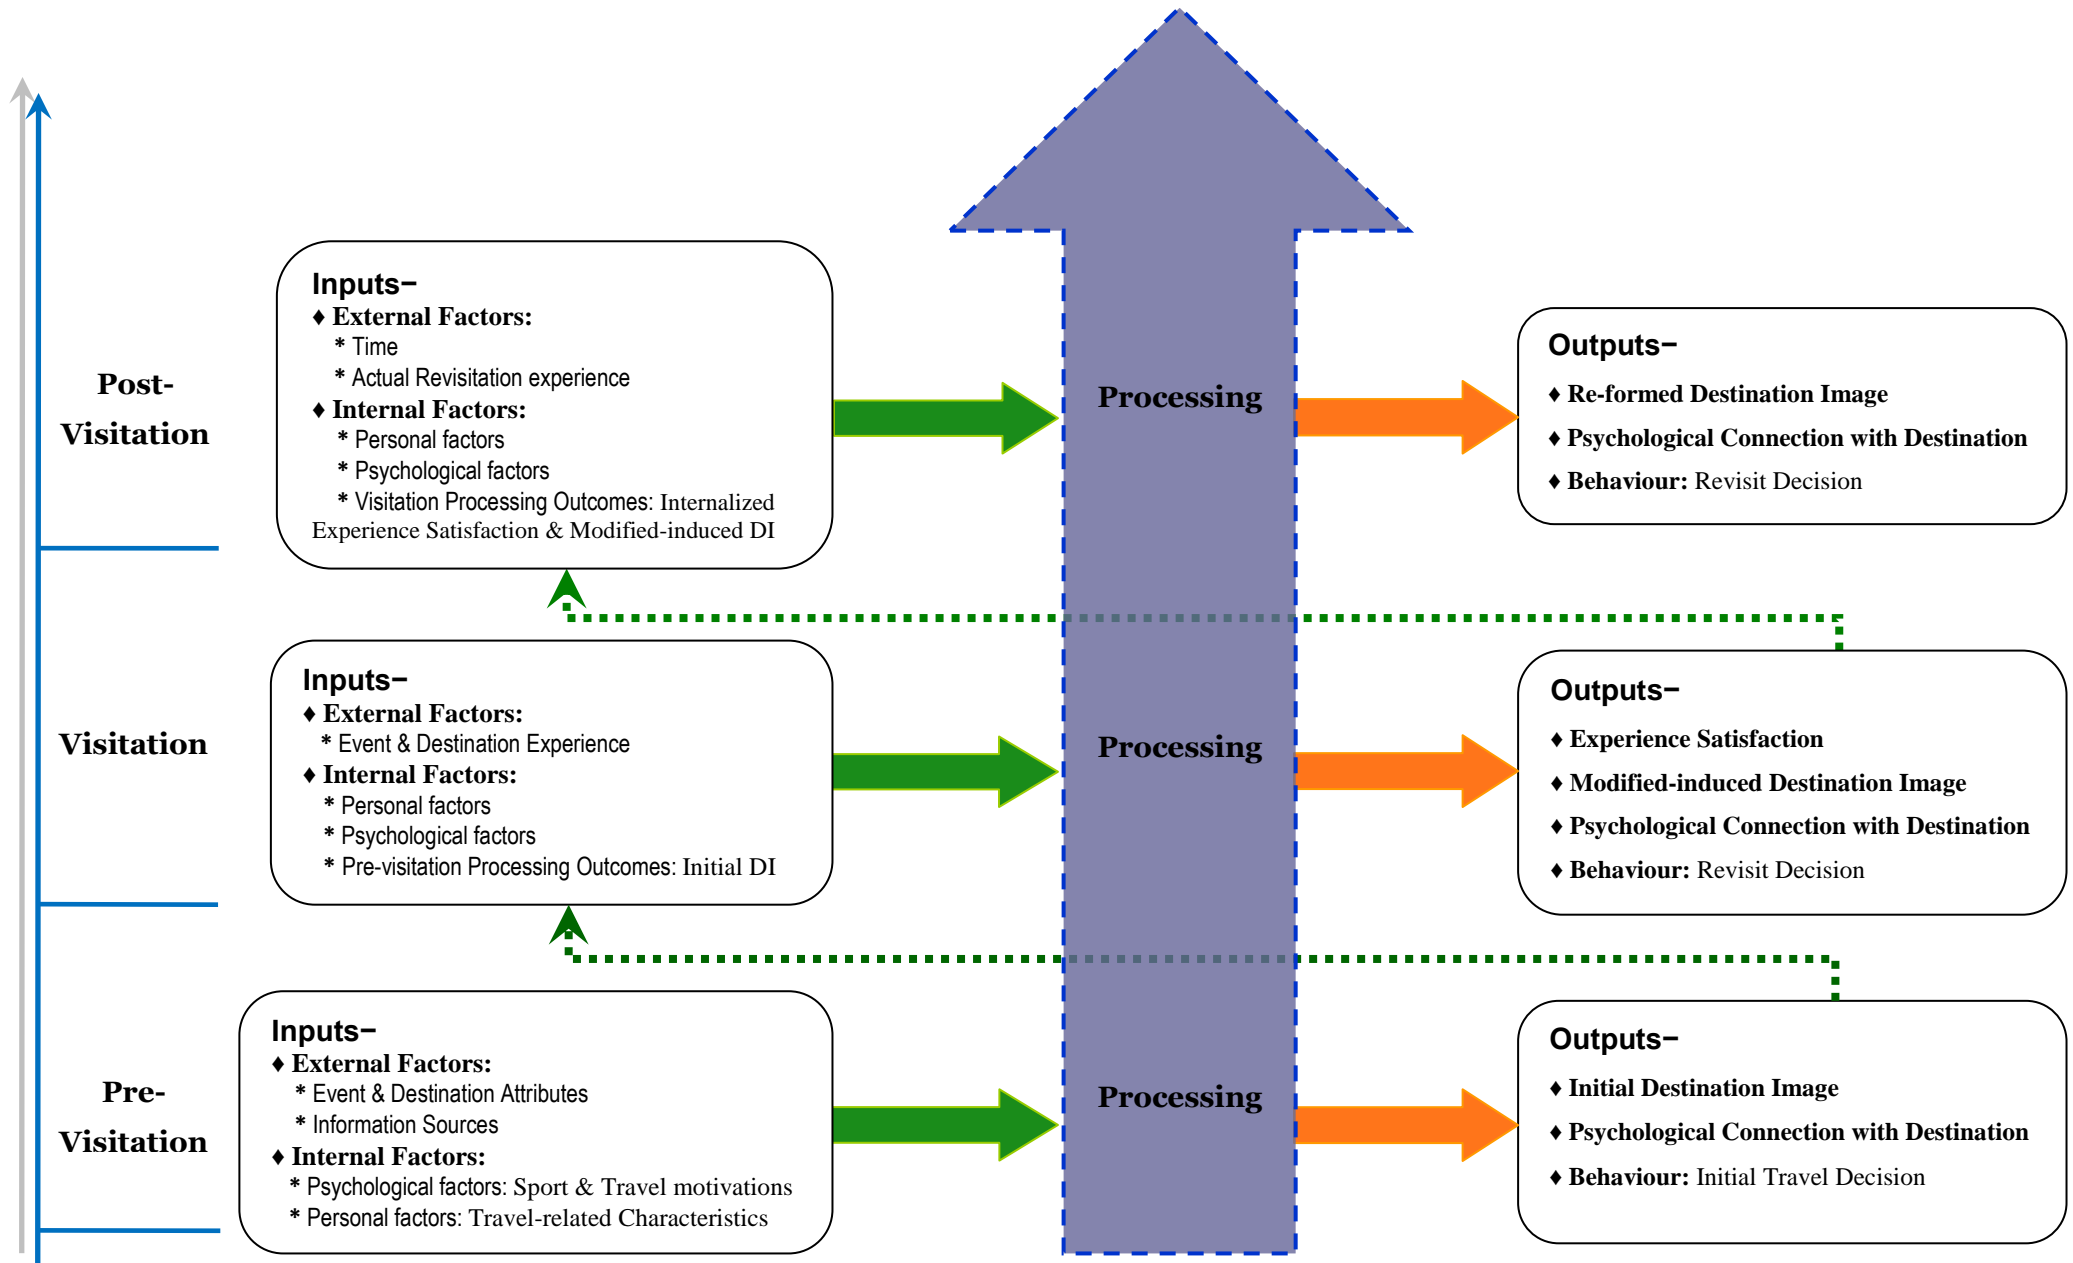 Post-
Visitation
Inputs−
♦ External Factors:
* Time
* Actual Revisitation experience
♦ Internal Factors:
* Personal factors
* Psychological factors
* Visitation Processing Outcomes: Internalized
Experience Satisfaction & Modified-induced DI
Processing
Outputs−
♦ Re-formed Destination Image
♦ Psychological Connection with Destination
♦ Behaviour: Revisit Decision
Visitation
Inputs−
♦ External Factors:
* Event & Destination Experience
♦ Internal Factors:
* Personal factors
* Psychological factors
* Pre-visitation Processing Outcomes: Initial DI
Processing
Outputs−
♦ Experience Satisfaction
♦ Modified-induced Destination Image
♦ Psychological Connection with Destination
♦ Behaviour: Revisit Decision
Pre-
Visitation
Inputs−
♦ External Factors:
* Event & Destination Attributes
* Information Sources
♦ Internal Factors:
* Psychological factors: Sport & Travel motivations
* Personal factors: Travel-related Characteristics
Processing
Outputs−
♦ Initial Destination Image
♦ Psychological Connection with Destination
♦ Behaviour: Initial Travel Decision